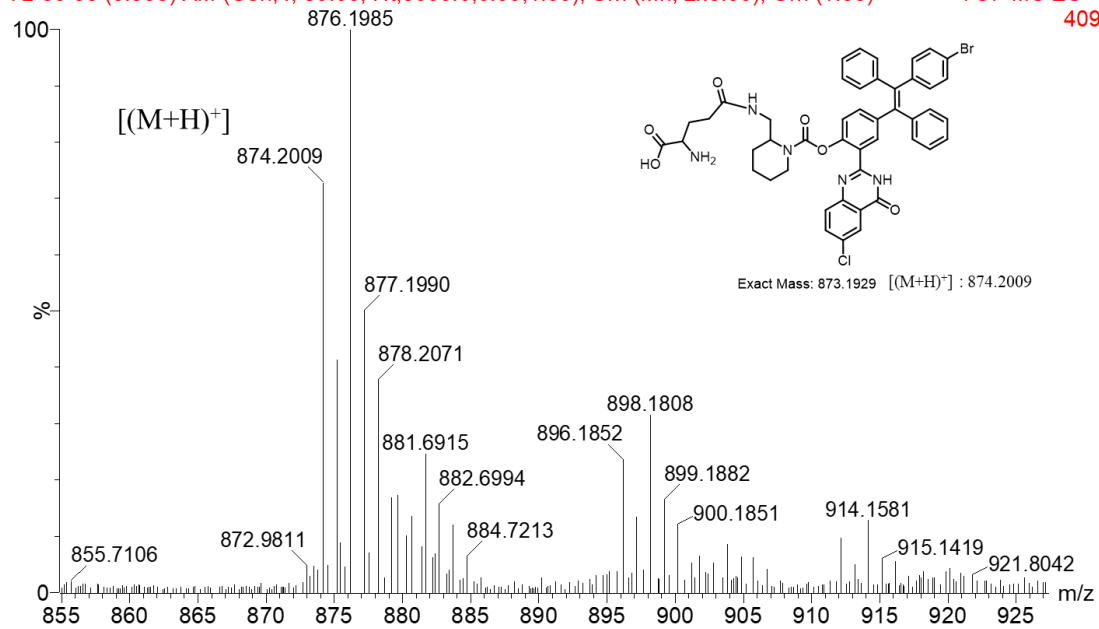 409
100
%
0
[(M+H)⁺]
876.1985
874.2009
877.1990
878.2071
881.6915
882.6994
884.7213
872.9811
855.7106
898.1808
896.1852
899.1882
900.1851
914.1581
915.1419
921.8042
855 860 865 870 875 880 885 890 895 900 905 910 915 920 925 m/z
Br
O
H
N
O
HO
NH₂
N
O
O
N
NH
O
Cl
Exact Mass: 873.1929 [(M+H)⁺] : 874.2009